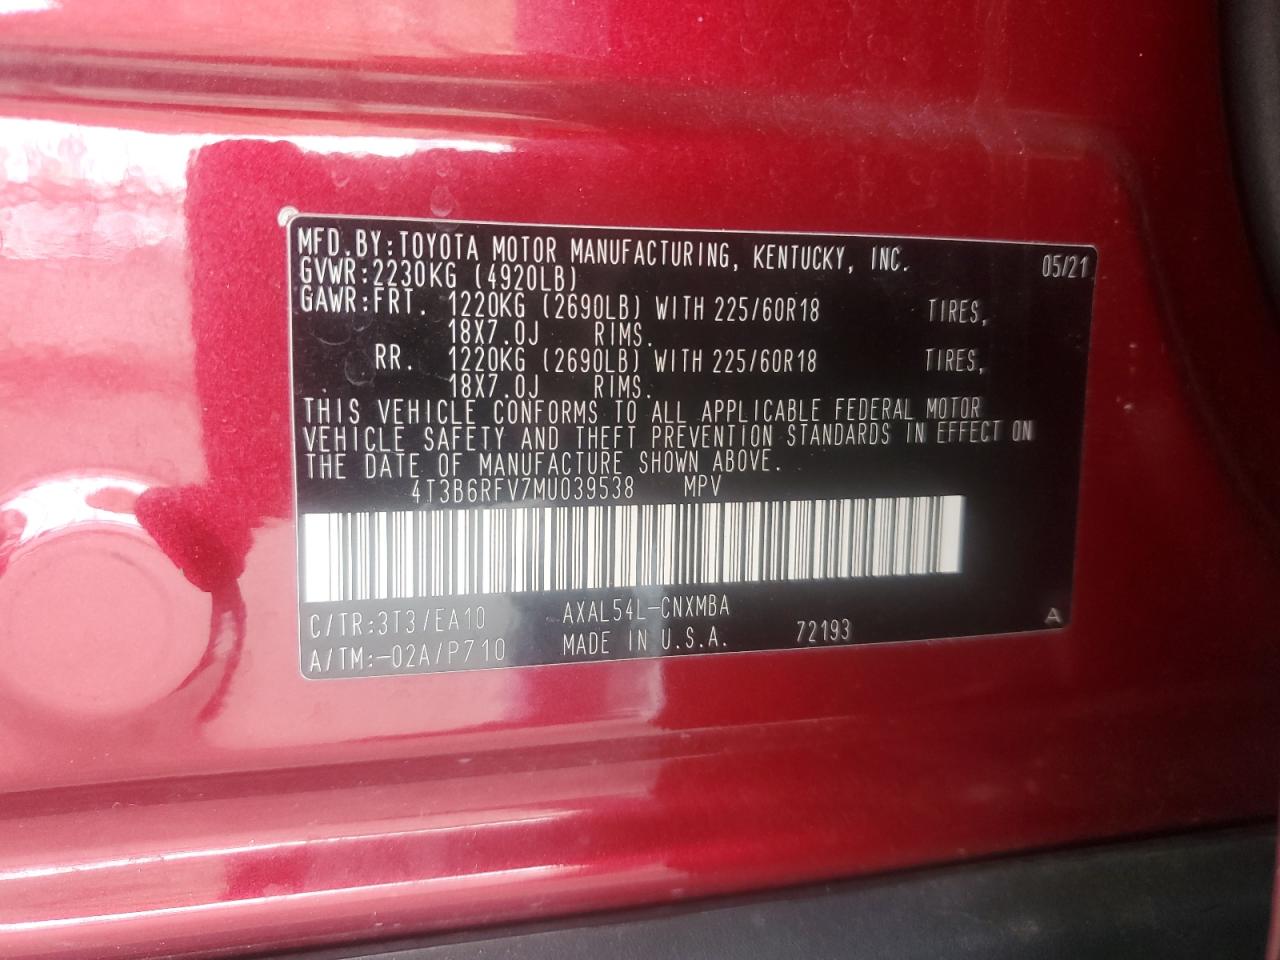 MFD.BY:TOYOTA MOTOR MANUFACTURING, KENTUCKY, INC. 05/21
GVWR:2230KG (4920LB)
GAWR:FRT. 1220KG (2690LB) WITH 225/60R18 TIRES,
18X7.0J RIMS.
RR. 1220KG (2690LB) WITH 225/60R18 TIRES,
18X7.0J RIMS.
THIS VEHICLE CONFORMS TO ALL APPLICABLE FEDERAL MOTOR
VEHICLE SAFETY AND THEFT PREVENTION STANDARDS IN EFFECT ON
THE DATE OF MANUFACTURE SHOWN ABOVE.
4T3B6RFV7MU039538 MPV
C/TR:3T3/EA10 AXAL54L-CNXMBA A
A/TM:-02A/P710 MADE IN U.S.A. 72193